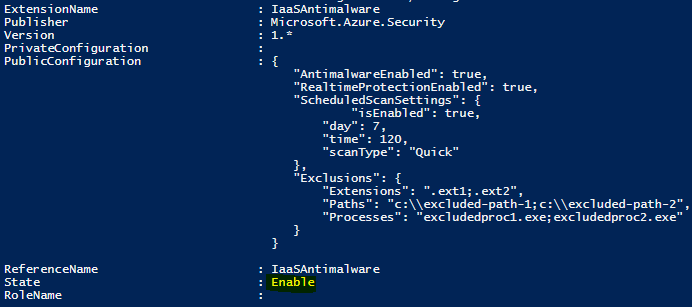 ExtensionName : IaaSAntimalware
Publisher : Microsoft.Azure.Security
Version : 1.*
PrivateConfiguration :
PublicConfiguration : {
"AntimalwareEnabled": true,
"RealtimeProtectionEnabled": true,
"ScheduledScanSettings": {
"isEnabled": true,
"day": 7,
"time": 120,
"scanType": "Quick"
},
"Exclusions": {
"Extensions": ".ext1;.ext2",
"Paths": "c:\\excluded-path-1;c:\\excluded-path-2",
"Processes": "excludedproc1.exe;excludedproc2.exe"
}
}
ReferenceName : IaaSAntimalware
State : Enable
RoleName :